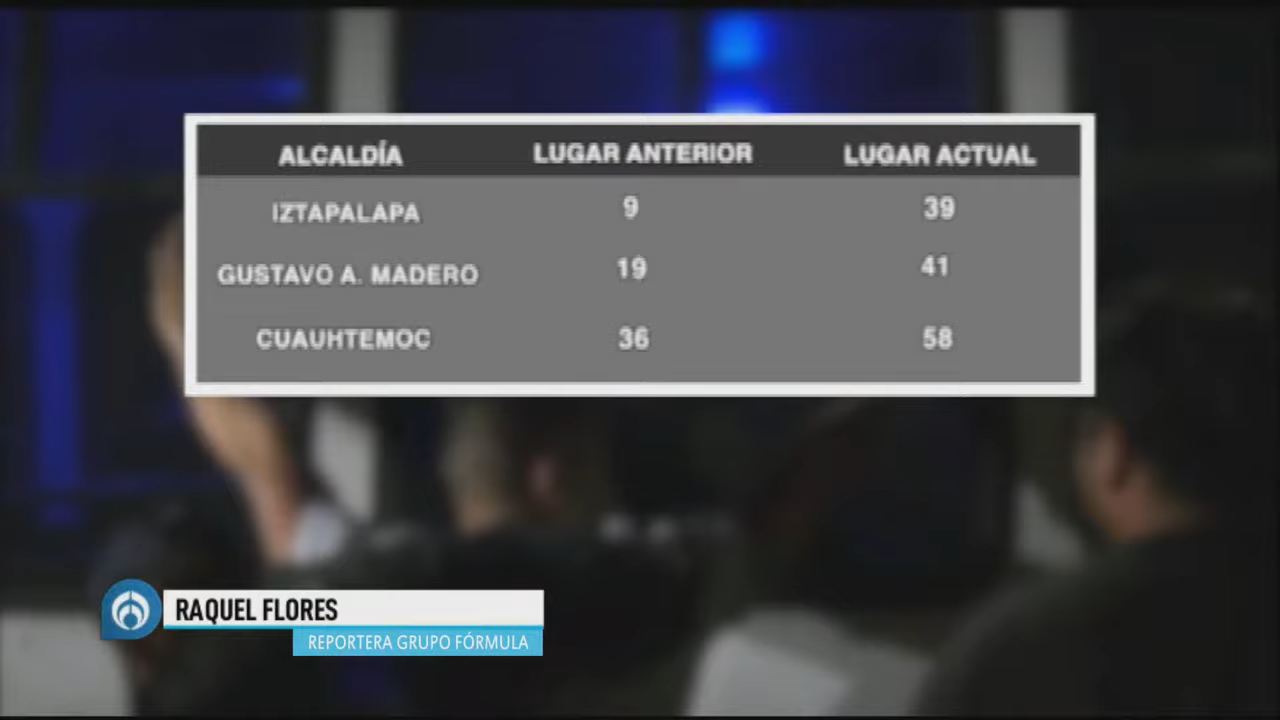 ALCALDÍA LUGAR ANTERIOR LUGAR ACTUAL
IZTAPALAPA 9 39
GUSTAVO A. MADERO 19 41
CUAUHTEMOC 36 58
RAQUEL FLORES
REPORTERA GRUPO FÓRMULA